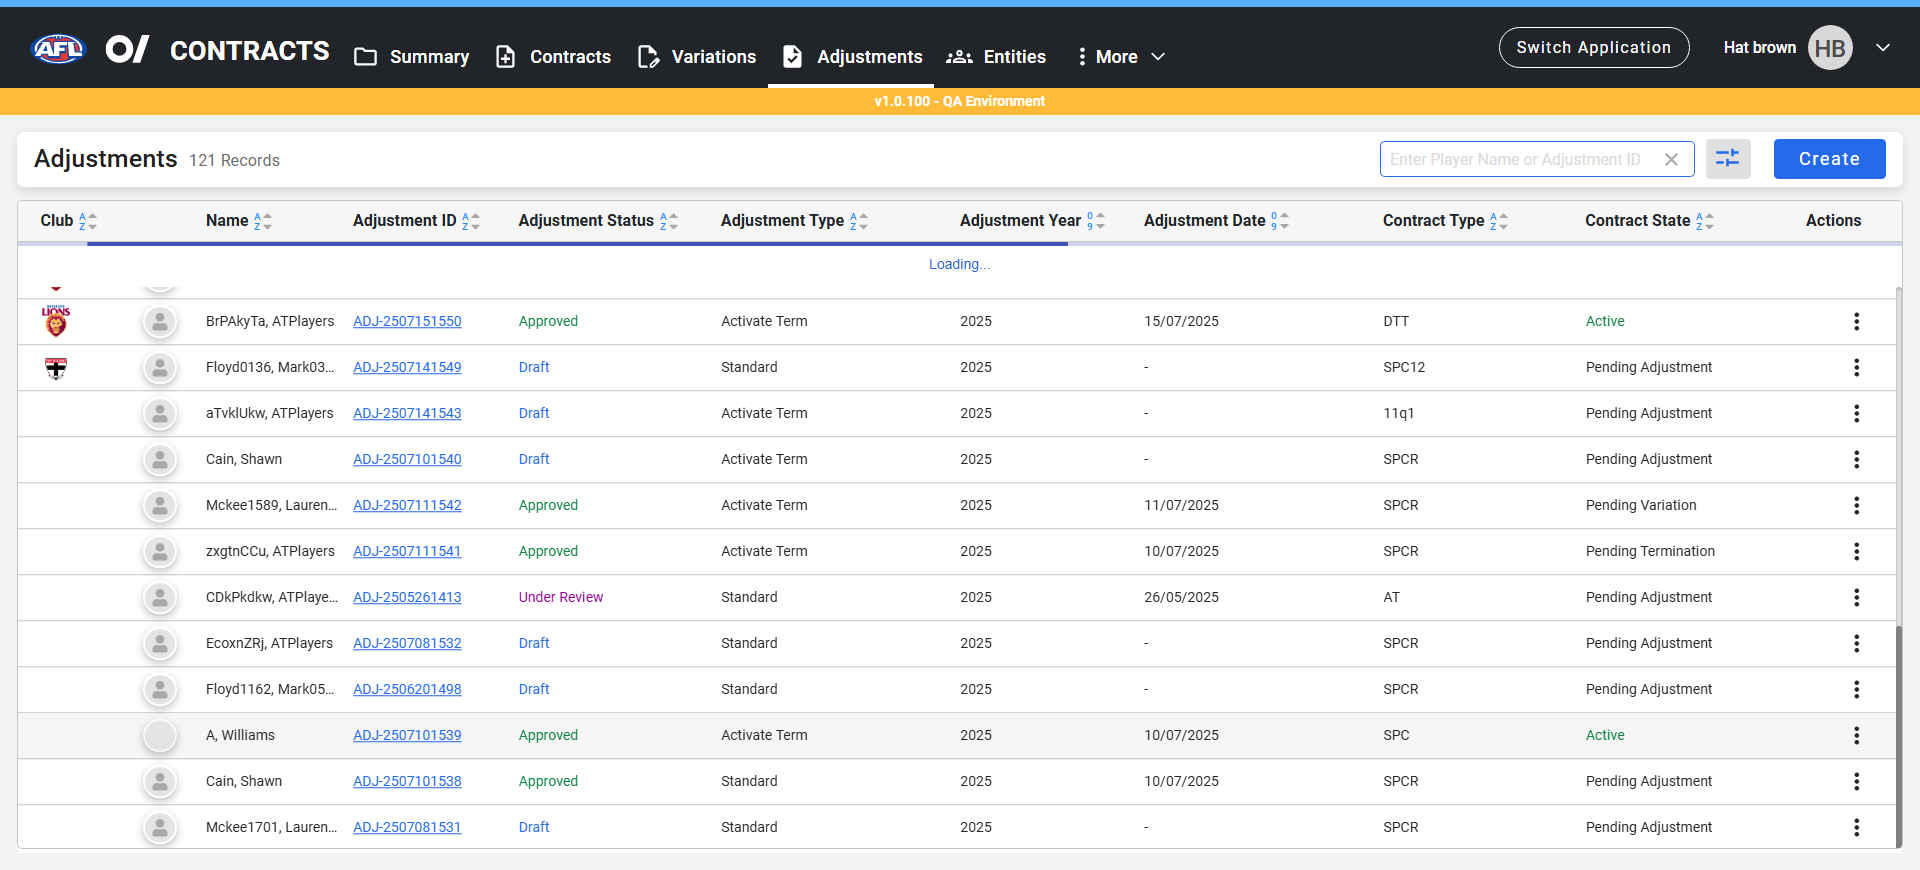 AFL CONTRACTS Summary Contracts Variations Adjustments Entities More Switch Application Hat brown HB
v1.0.100 - QA Environment
Adjustments 121 Records Enter Player Name or Adjustment ID Create
Club Name Adjustment ID Adjustment Status Adjustment Type Adjustment Year Adjustment Date Contract Type Contract State Actions
Loading...
LIONS BrPAkyTa, ATPlayers ADJ-2507151550 Approved Activate Term 2025 15/07/2025 DTT Active
Floyd0136, Mark03... ADJ-2507141549 Draft Standard 2025 - SPC12 Pending Adjustment
aTvklUkw, ATPlayers ADJ-2507141543 Draft Activate Term 2025 - 11q1 Pending Adjustment
Cain, Shawn ADJ-2507101540 Draft Activate Term 2025 - SPCR Pending Adjustment
Mckee1589, Lauren... ADJ-2507111542 Approved Activate Term 2025 11/07/2025 SPCR Pending Variation
zxgtnCCu, ATPlayers ADJ-2507111541 Approved Activate Term 2025 10/07/2025 SPCR Pending Termination
CDkPkdkw, ATPlaye... ADJ-2505261413 Under Review Standard 2025 26/05/2025 AT Pending Adjustment
EcoxnZRj, ATPlayers ADJ-2507081532 Draft Standard 2025 - SPCR Pending Adjustment
Floyd1162, Mark05... ADJ-2506201498 Draft Standard 2025 - SPCR Pending Adjustment
A, Williams ADJ-2507101539 Approved Activate Term 2025 10/07/2025 SPC Active
Cain, Shawn ADJ-2507101538 Approved Standard 2025 10/07/2025 SPCR Pending Adjustment
Mckee1701, Lauren... ADJ-2507081531 Draft Standard 2025 - SPCR Pending Adjustment